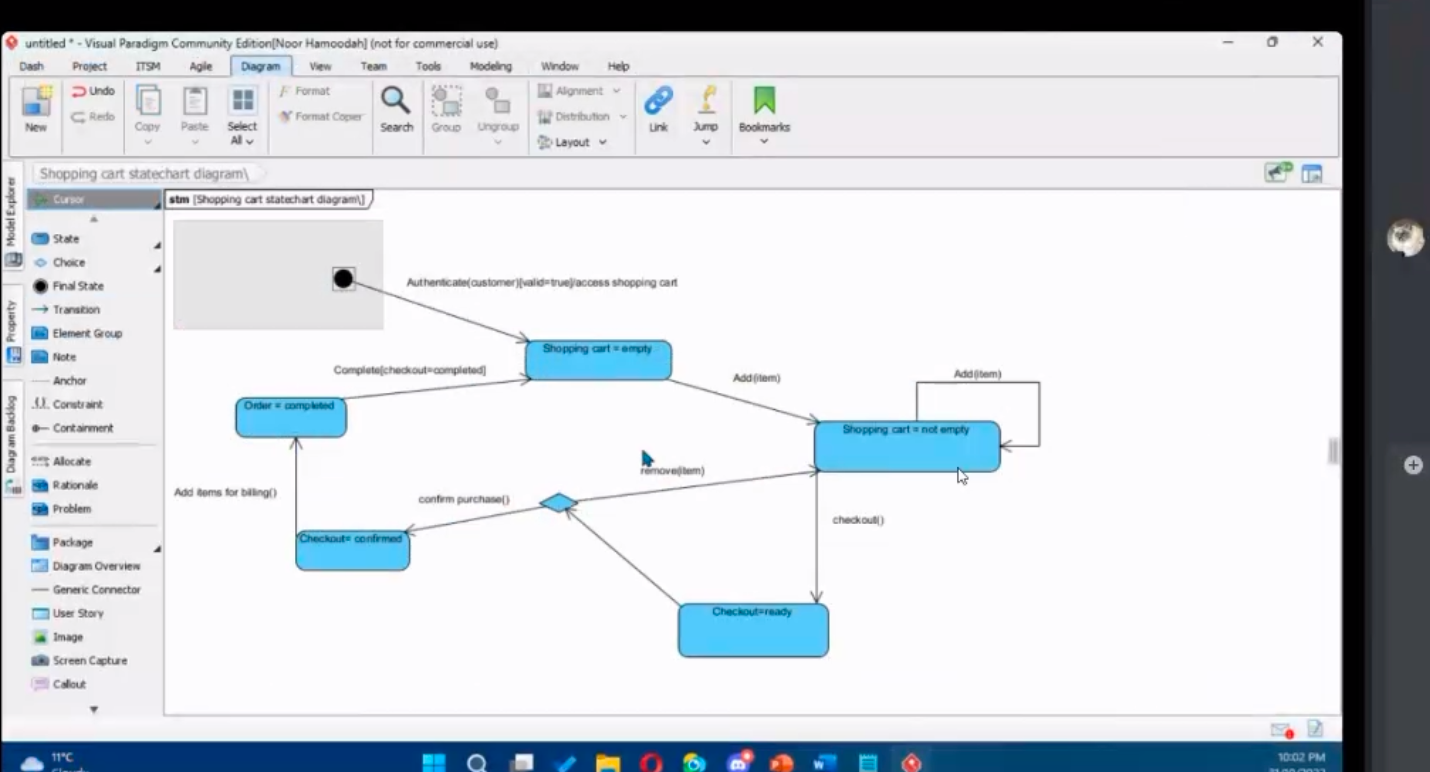 untitled * - Visual Paradigm Community Edition[Noor Hamoodah] (not for commercial use)
Dash Project ITSM Agile Diagram View Team Tools Modeling Window Help
New
Undo
Redo
Copy
Paste
Select
All
Format
Format Copier
Search
Group
Ungroup
Alignment
Distribution
Layout
Link
Jump
Bookmarks
Shopping cart statechart diagram\
Model Explorer
Property
Diagram Backlog
Cursor
State
Choice
Final State
Transition
Element Group
Note
Anchor
Constraint
Containment
Allocate
Rationale
Problem
Package
Diagram Overview
Generic Connector
User Story
Image
Screen Capture
Callout
stm [Shopping cart statechart diagram\]
Authenticate(customer)[valid=true]/access shopping cart
Shopping cart = empty
Complete[checkout=completed]
Add(item)
Add(item)
Order = completed
Shopping cart = not empty
remove(item)
Add items for billing()
confirm purchase()
checkout()
Checkout= confirmed
Checkout=ready
11°C
10:02 PM